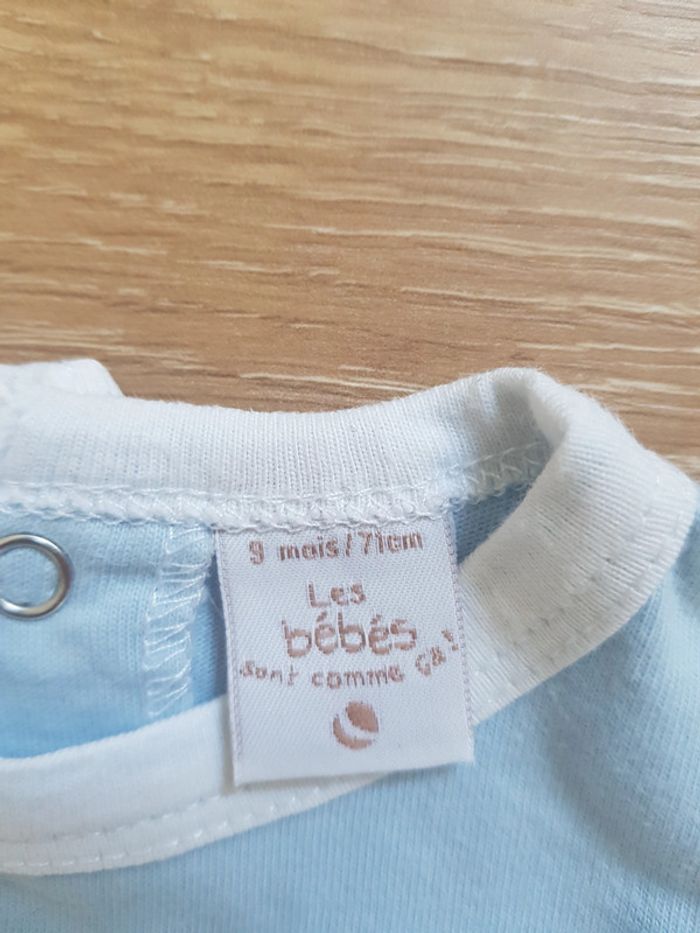 9 mois/71cm
Les
bébés
sont comme ça!